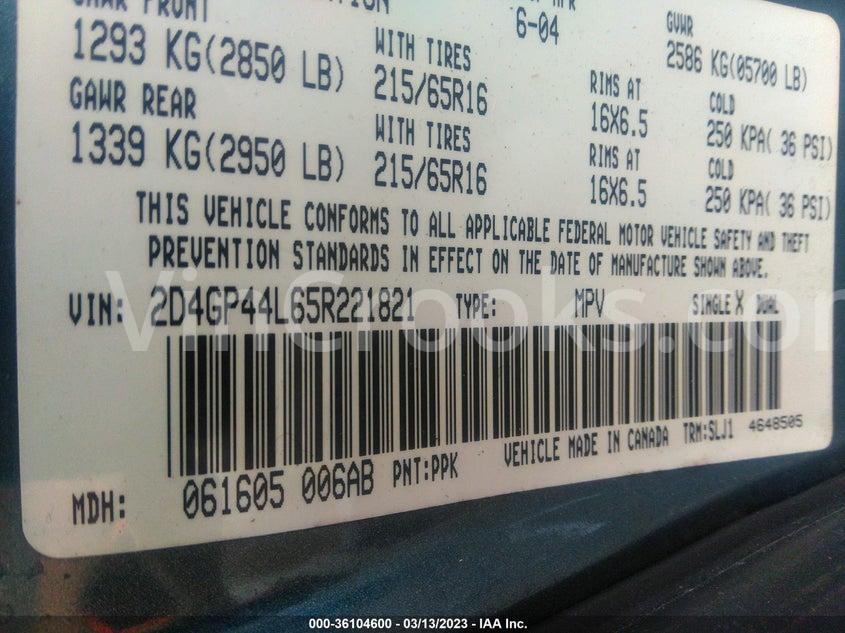 GAWR FRONT
6-04
GVWR
1293 KG(2850 LB) WITH TIRES 215/65R16 RIMS AT 16X6.5 COLD 250 KPA( 36 PSI)
2586 KG(05700 LB)
GAWR REAR
1339 KG(2950 LB) WITH TIRES 215/65R16 RIMS AT 16X6.5 COLD 250 KPA( 36 PSI)
THIS VEHICLE CONFORMS TO ALL APPLICABLE FEDERAL MOTOR VEHICLE SAFETY AND THEFT
PREVENTION STANDARDS IN EFFECT ON THE DATE OF MANUFACTURE SHOWN ABOVE.
VIN: 2D4GP44L65R221821 TYPE: MPV SINGLE X DUAL
VinCrooks.com
VEHICLE MADE IN CANADA TRM:SLJ1 4648505
MDH: 061605 006AB PNT:PPK
000-36104600 - 03/13/2023 - IAA Inc.